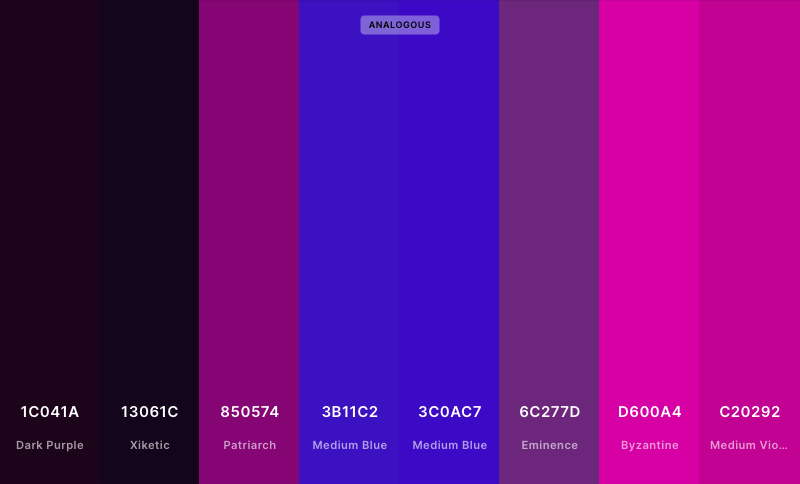 ANALOGOUS
1C041A 13061C 850574 3B11C2 3C0AC7 6C277D D600A4 C20292
Dark Purple Xiketic Patriarch Medium Blue Medium Blue Eminence Byzantine Medium Vio...